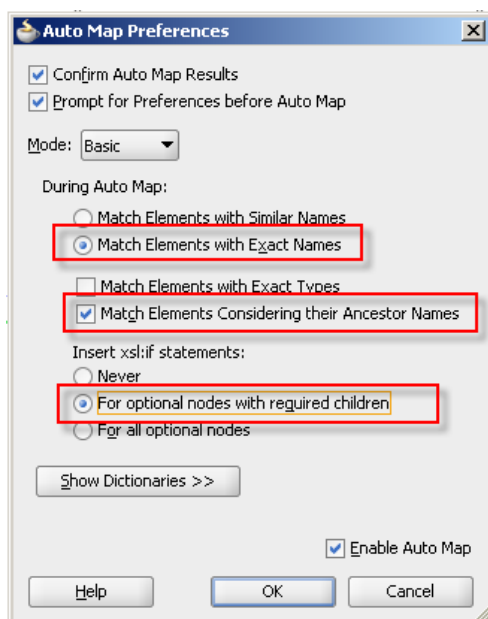 Auto Map Preferences
Confirm Auto Map Results
Prompt for Preferences before Auto Map
Mode: Basic
During Auto Map:
Match Elements with Similar Names
Match Elements with Exact Names
Match Elements with Exact Types
Match Elements Considering their Ancestor Names
Insert xsl:if statements:
Never
For optional nodes with required children
For all optional nodes
Show Dictionaries >>
Enable Auto Map
Help OK Cancel